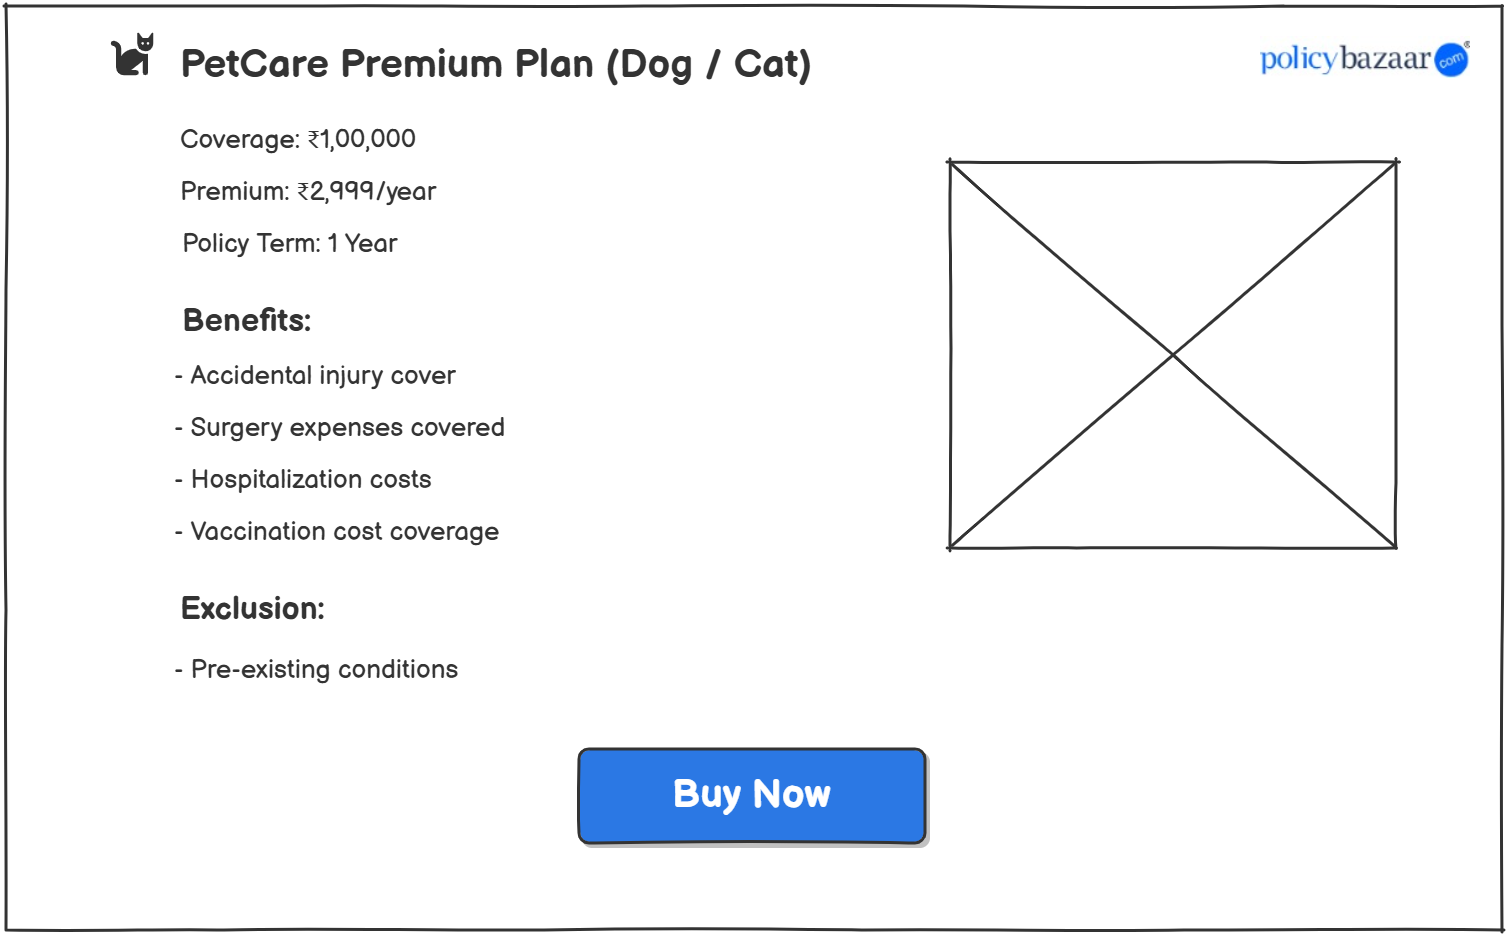 PetCare Premium Plan (Dog / Cat)
policybazaar.com
Coverage: ₹1,00,000
Premium: ₹2,999/year
Policy Term: 1 Year
Benefits:
- Accidental injury cover
- Surgery expenses covered
- Hospitalization costs
- Vaccination cost coverage
Exclusion:
- Pre-existing conditions
Buy Now